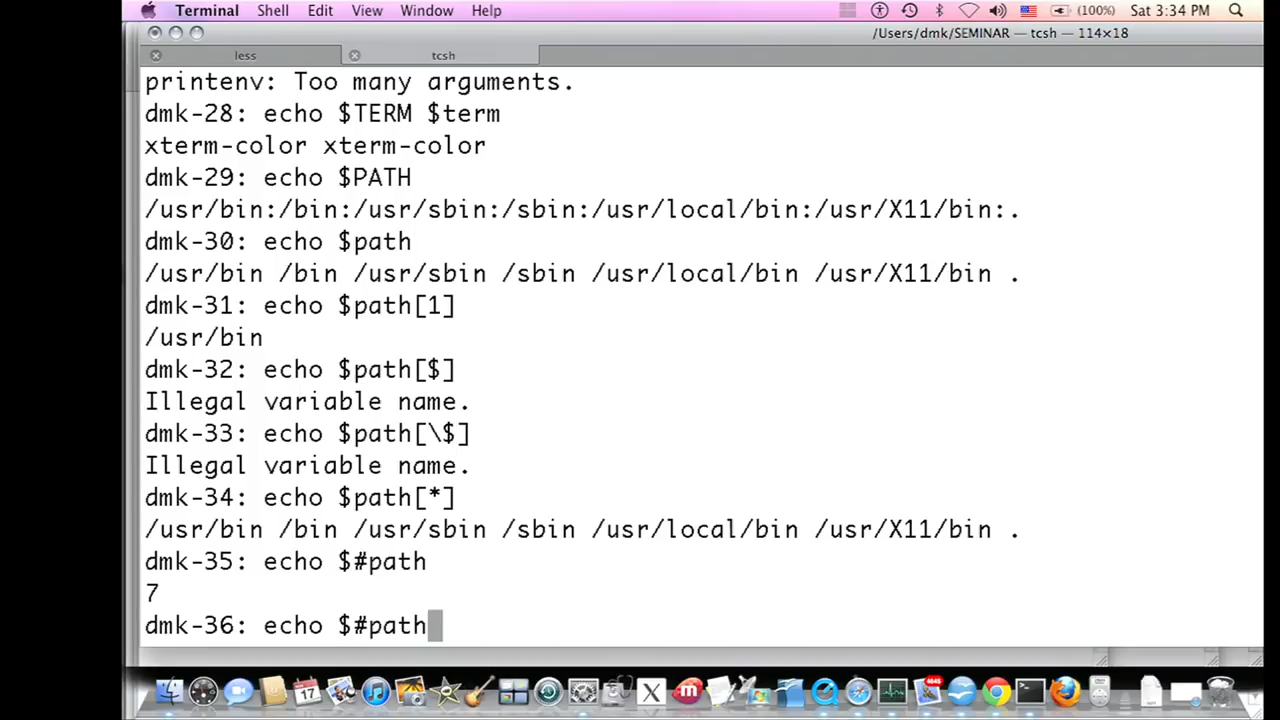 Terminal Shell Edit View Window Help (100%) Sat 3:34 PM
/Users/dmk/SEMINAR — tcsh — 114×18
less tcsh
printenv: Too many arguments.
dmk-28: echo $TERM $term
xterm-color xterm-color
dmk-29: echo $PATH
/usr/bin:/bin:/usr/sbin:/sbin:/usr/local/bin:/usr/X11/bin:.
dmk-30: echo $path
/usr/bin /bin /usr/sbin /sbin /usr/local/bin /usr/X11/bin .
dmk-31: echo $path[1]
/usr/bin
dmk-32: echo $path[$]
Illegal variable name.
dmk-33: echo $path[\$]
Illegal variable name.
dmk-34: echo $path[*]
/usr/bin /bin /usr/sbin /sbin /usr/local/bin /usr/X11/bin .
dmk-35: echo $#path
7
dmk-36: echo $#path
17 X m